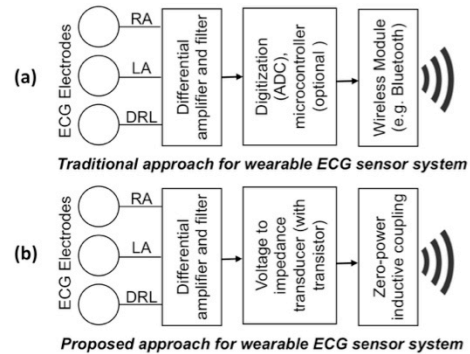 (a)
ECG Electrodes
RA
LA
DRL
Differential
amplifier and filter
Digitization
(ADC),
microcontroller
(optional )
Wireless Module
(e.g. Bluetooth)
Traditional approach for wearable ECG sensor system
(b)
ECG Electrodes
RA
LA
DRL
Differential
amplifier and filter
Voltage to
impedance
transducer (with
transistor)
Zero-power
inductive coupling
Proposed approach for wearable ECG sensor system